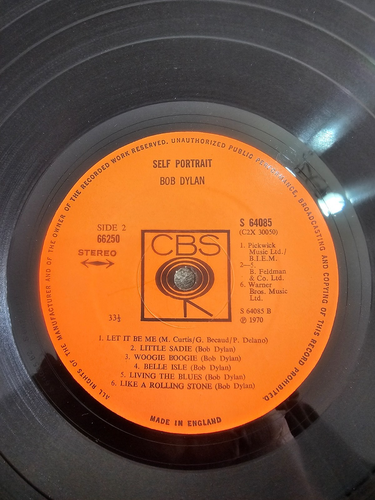 ALL RIGHTS OF THE MANUFACTURER AND OF THE OWNER OF THE RECORDED WORK RESERVED. UNAUTHORIZED PUBLIC PERFORMANCE, BROADCASTING AND COPYING OF THIS RECORD PROHIBITED.
SELF PORTRAIT
BOB DYLAN
SIDE 2
66250
STEREO
S 64085
(C2X 30050)
CBS
1. Pickwick
Music Ltd./
B.I.E.M.
B. Feldman
& Co. Ltd.
6. Warner
Bros. Music
Ltd.
S 64085 B
℗ 1970
33⅓
1. LET IT BE ME (M. Curtis/G. Becaud/P. Delano)
2. LITTLE SADIE (Bob Dylan)
3. WOOGIE BOOGIE (Bob Dylan)
4. BELLE ISLE (Bob Dylan)
5. LIVING THE BLUES (Bob Dylan)
6. LIKE A ROLLING STONE (Bob Dylan)
MADE IN ENGLAND